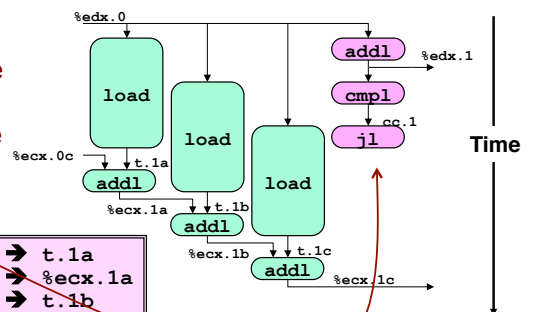 %edx.0
addl
%edx.1
load
cmpl
cc.1
load
jl
Time
%ecx.0c
t.1a
load
addl
%ecx.1a
t.1b
addl
%ecx.1b
t.1c
addl
%ecx.1c
➔ t.1a
➔ %ecx.1a
➔ t.1b
e
e